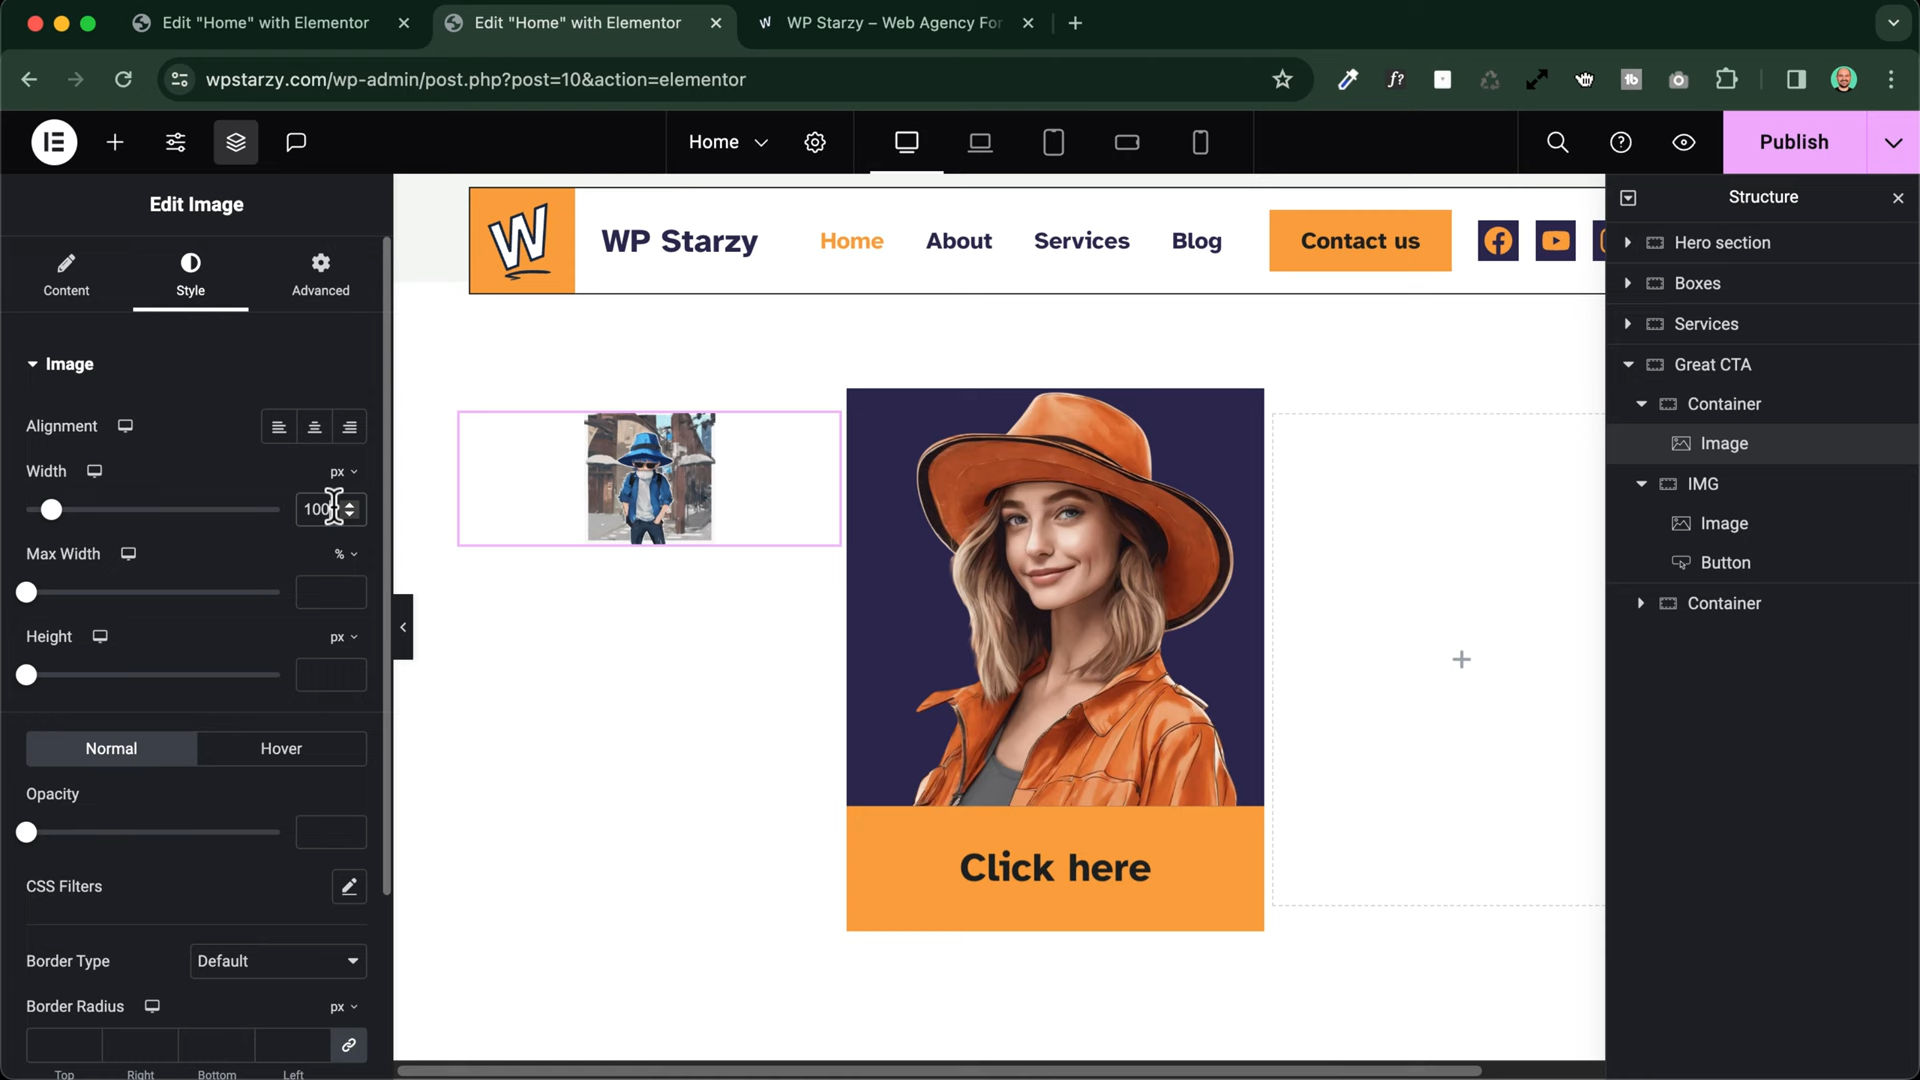 Edit "Home" with Elementor
Edit "Home" with Elementor
W WP Starzy – Web Agency For
wpstarzy.com/wp-admin/post.php?post=10&action=elementor
f?
tb
Home
Publish
Edit Image
Content
Style
Advanced
Image
Alignment
Width
px
100
Max Width
%
Height
px
Normal
Hover
Opacity
CSS Filters
Border Type
Default
Border Radius
px
Top
Right
Bottom
Left
W
WP Starzy
Home
About
Services
Blog
Contact us
Click here
Structure
Hero section
Boxes
Services
Great CTA
Container
Image
IMG
Image
Button
Container